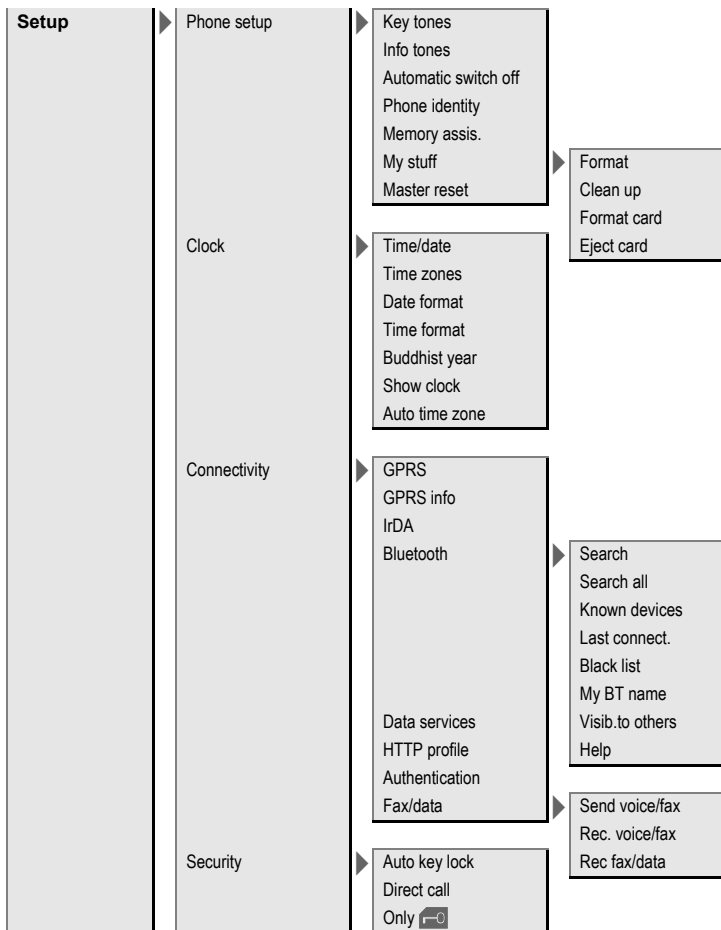 Setup
Phone setup
Key tones
Info tones
Automatic switch off
Phone identity
Memory assis.
My stuff
Format
Clean up
Format card
Eject card
Master reset
Clock
Time/date
Time zones
Date format
Time format
Buddhist year
Show clock
Auto time zone
Connectivity
GPRS
GPRS info
IrDA
Bluetooth
Search
Search all
Known devices
Last connect.
Black list
My BT name
Visib.to others
Help
Data services
HTTP profile
Authentication
Fax/data
Send voice/fax
Rec. voice/fax
Rec fax/data
Security
Auto key lock
Direct call
Only